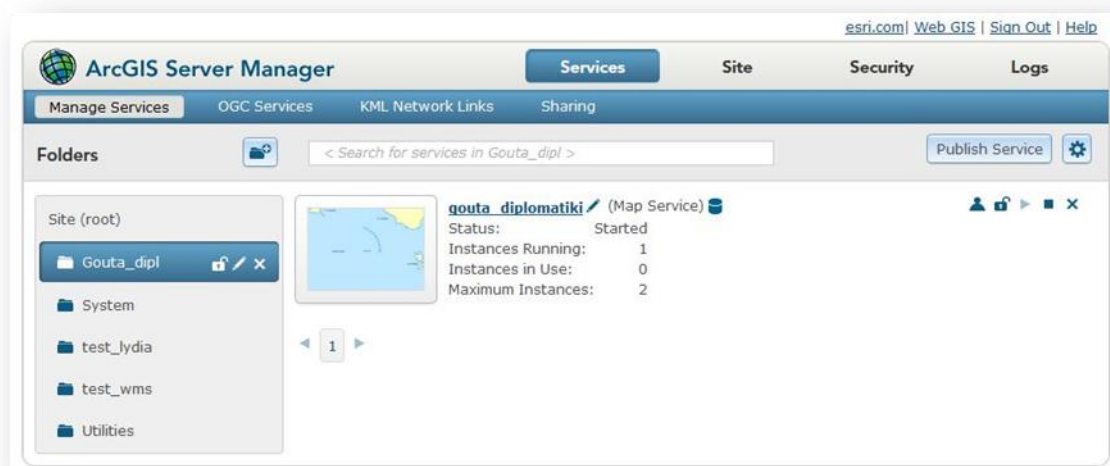 esri.com| Web GIS | Sign Out | Help
ArcGIS Server Manager
Services Site Security Logs
Manage Services OGC Services KML Network Links Sharing
Folders
< Search for services in Gouta_dipl >
Publish Service
Site (root)
Gouta_dipl
System
test_lydia
test_wms
Utilities
gouta_diplomatiki (Map Service)
Status: Started
Instances Running: 1
Instances in Use: 0
Maximum Instances: 2
1